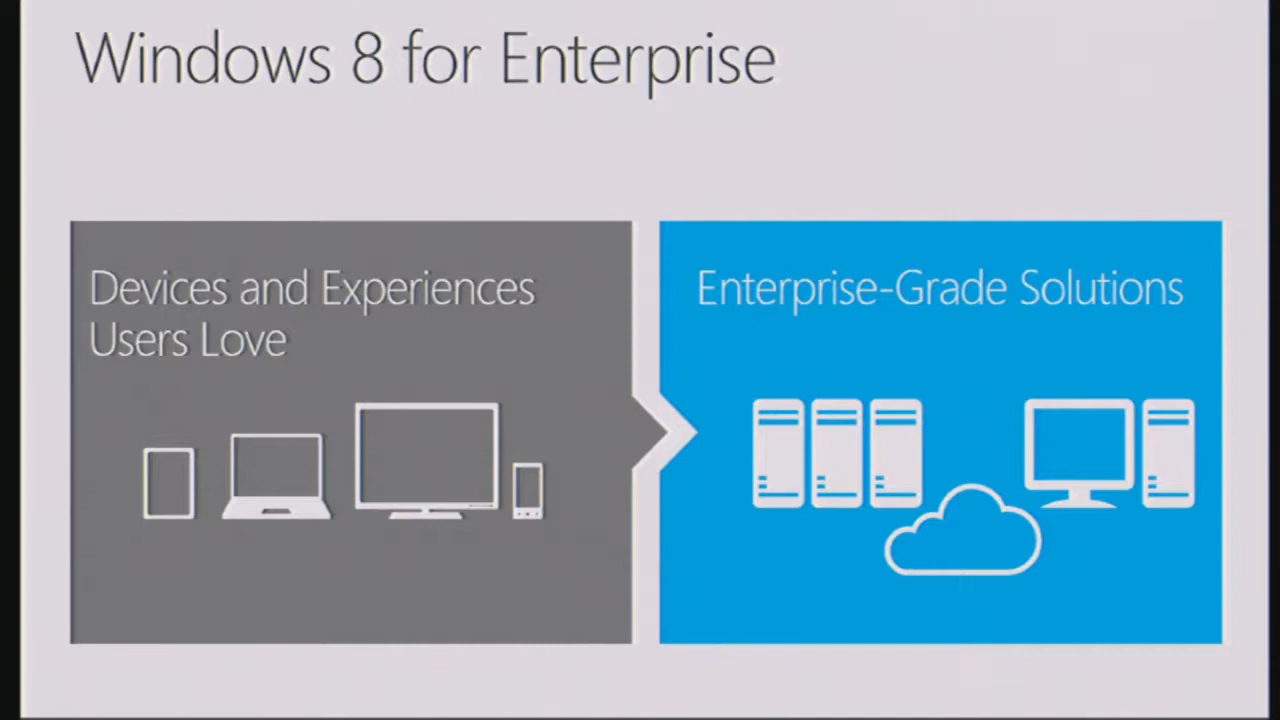 Windows 8 for Enterprise
Devices and Experiences
Users Love
Enterprise-Grade Solutions